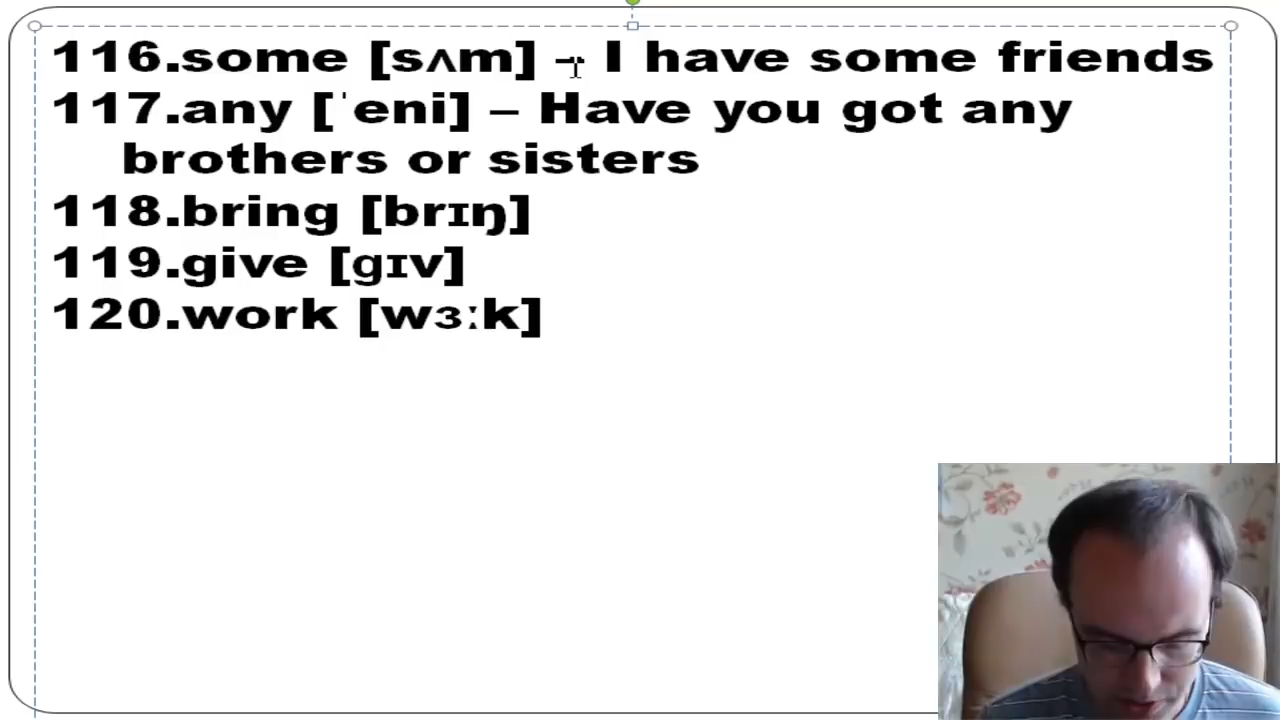 116.some [sʌm] – I have some friends
117.any [ˈeni] – Have you got any
brothers or sisters
118.bring [brɪŋ]
119.give [gɪv]
120.work [wɜːk]